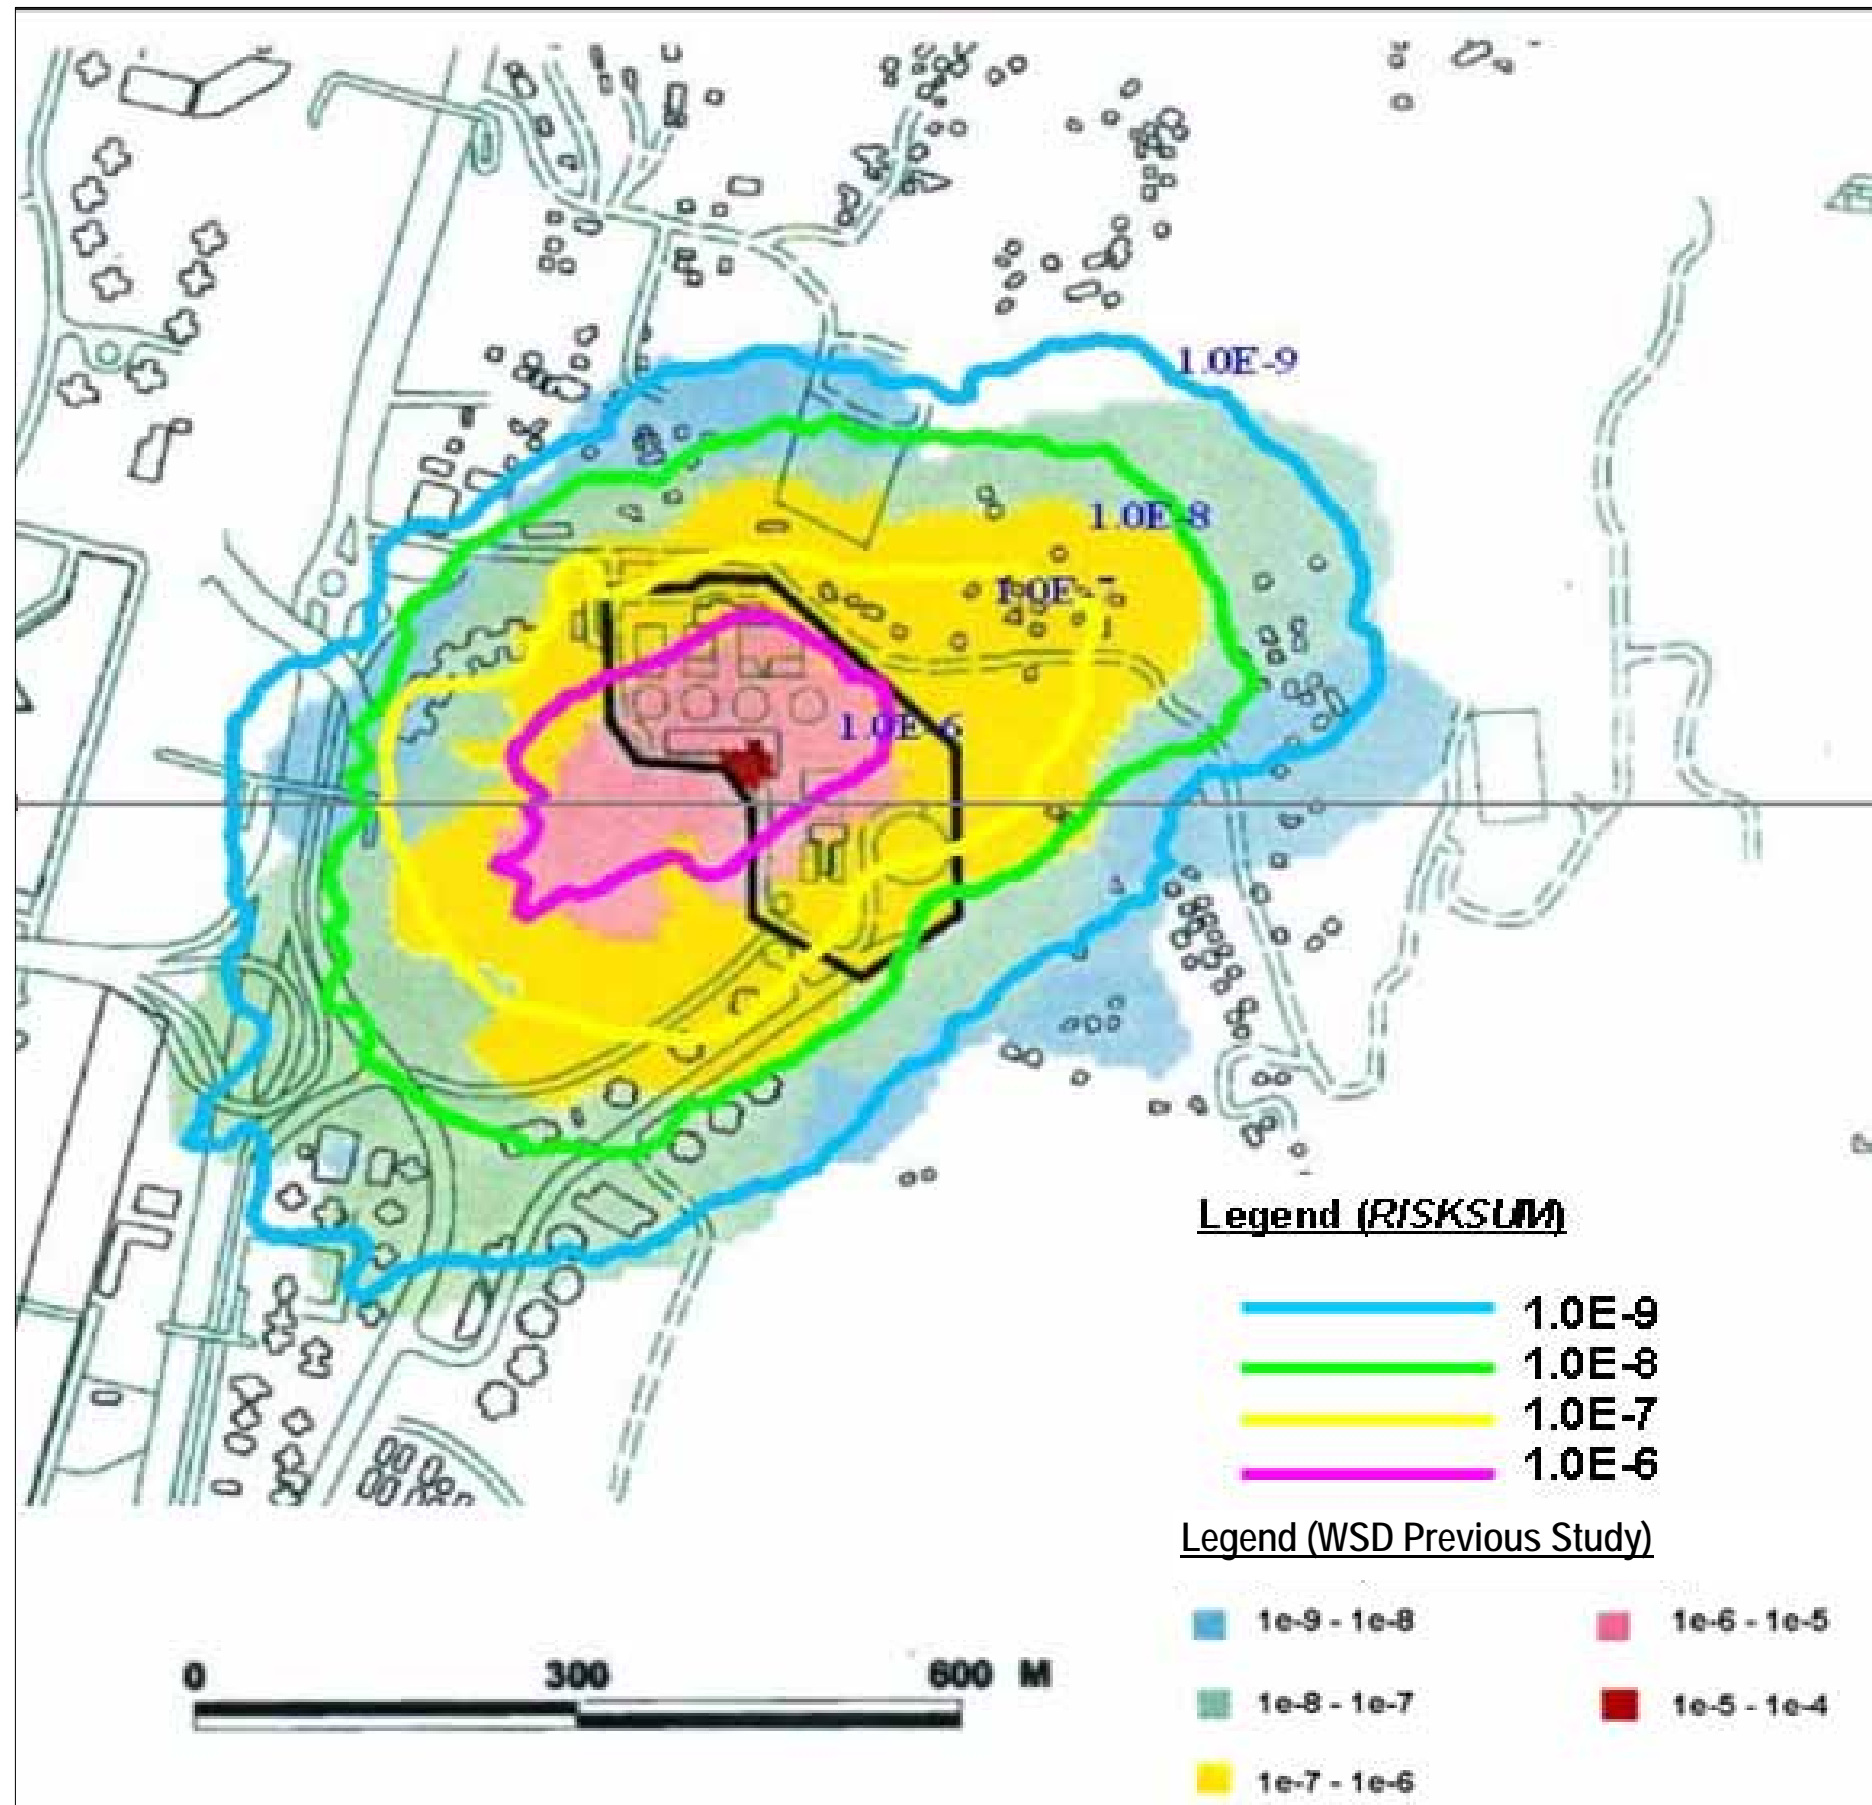 1.0E-9
1.0E-8
1.0E-7
1.0E-6
Legend (RISKSUM)
1.0E-9
1.0E-8
1.0E-7
1.0E-6
Legend (WSD Previous Study)
1e-9 - 1e-8 1e-6 - 1e-5
1e-8 - 1e-7 1e-5 - 1e-4
1e-7 - 1e-6
0 300 600 M